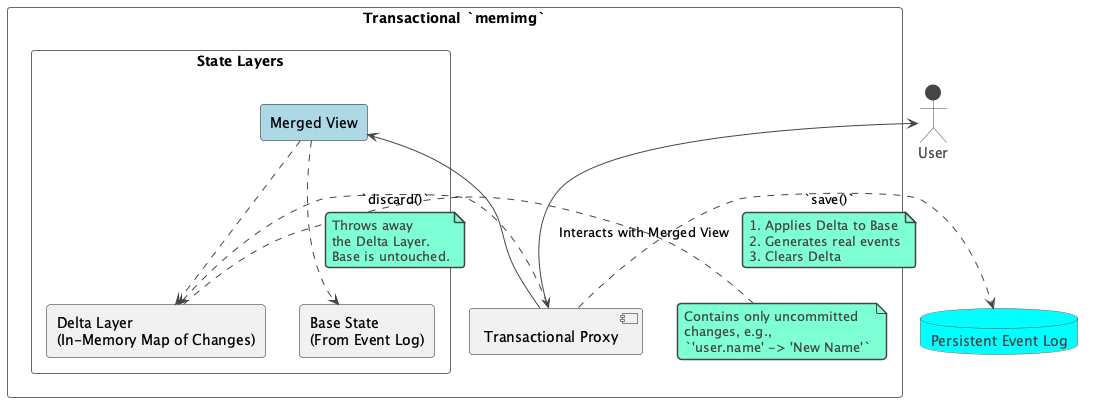 Transactional `memimg`
State Layers
Merged View
User
`discard()`
`save()`
Throws away
the Delta Layer.
Base is untouched.
Interacts with Merged View
1. Applies Delta to Base
2. Generates real events
3. Clears Delta
Delta Layer
(In-Memory Map of Changes)
Base State
(From Event Log)
Transactional Proxy
Contains only uncommitted
changes, e.g.,
`'user.name' -> 'New Name'`
Persistent Event Log